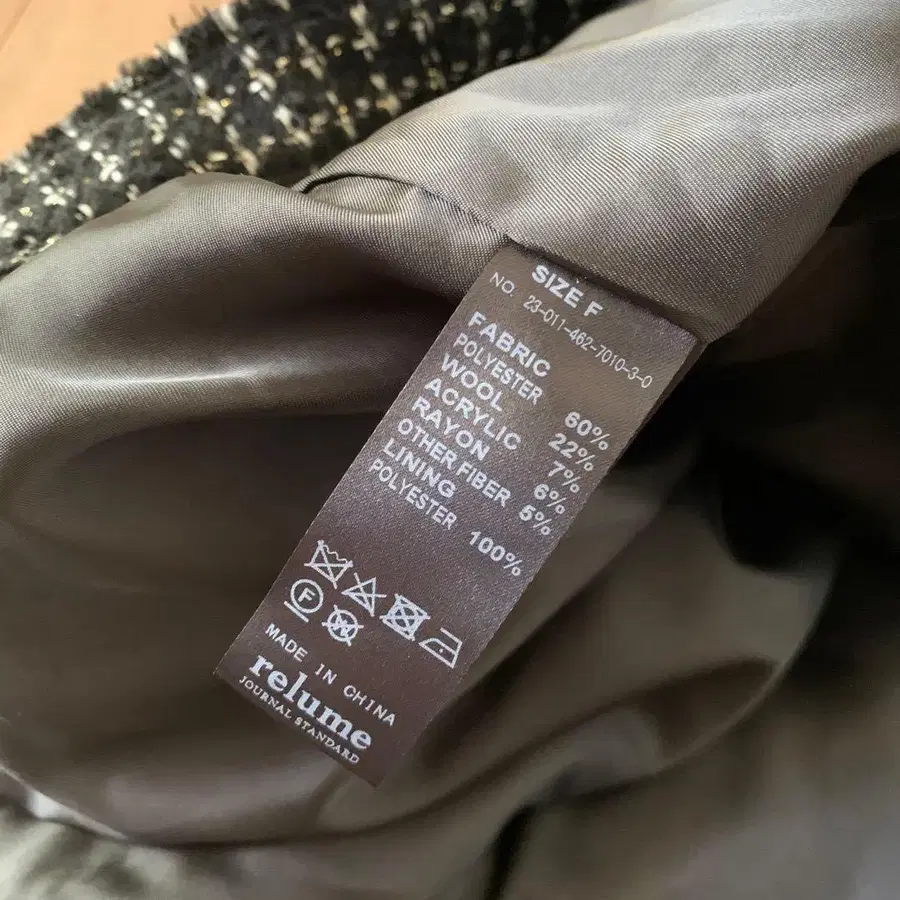 SIZE F
NO. 23-011-462-7010-3-0
FABRIC
POLYESTER 60%
WOOL 22%
ACRYLIC 7%
RAYON 6%
OTHER FIBER 5%
LINING
POLYESTER 100%
F W
MADE IN CHINA
relume
JOURNAL STANDARD